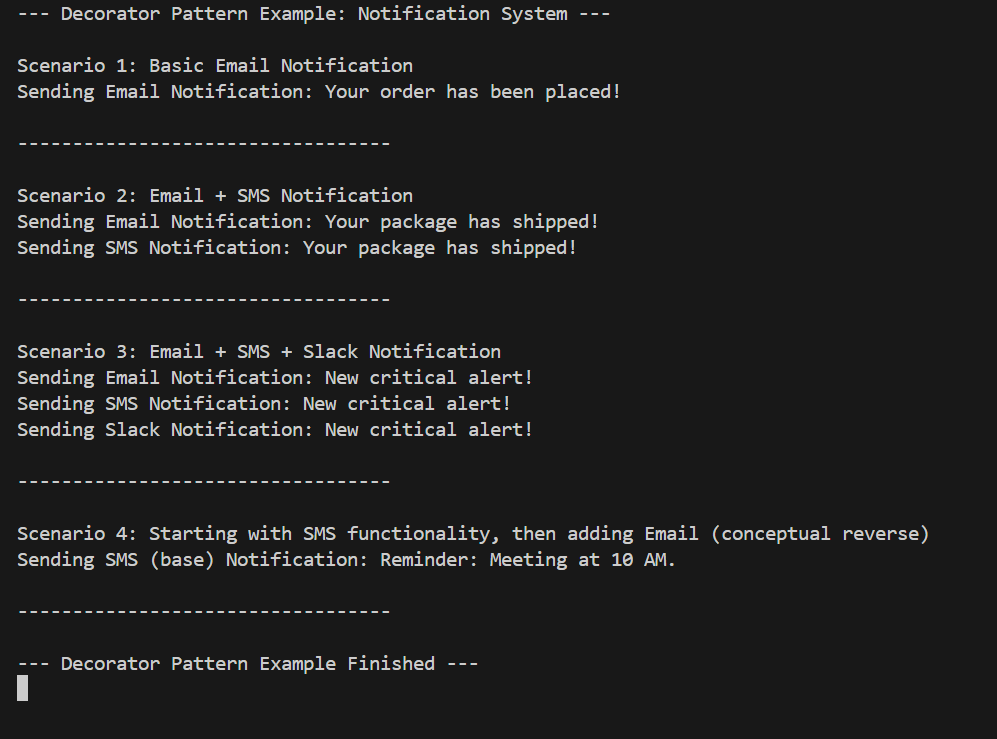 --- Decorator Pattern Example: Notification System ---
Scenario 1: Basic Email Notification
Sending Email Notification: Your order has been placed!
----------------------------------
Scenario 2: Email + SMS Notification
Sending Email Notification: Your package has shipped!
Sending SMS Notification: Your package has shipped!
----------------------------------
Scenario 3: Email + SMS + Slack Notification
Sending Email Notification: New critical alert!
Sending SMS Notification: New critical alert!
Sending Slack Notification: New critical alert!
----------------------------------
Scenario 4: Starting with SMS functionality, then adding Email (conceptual reverse)
Sending SMS (base) Notification: Reminder: Meeting at 10 AM.
----------------------------------
--- Decorator Pattern Example Finished ---